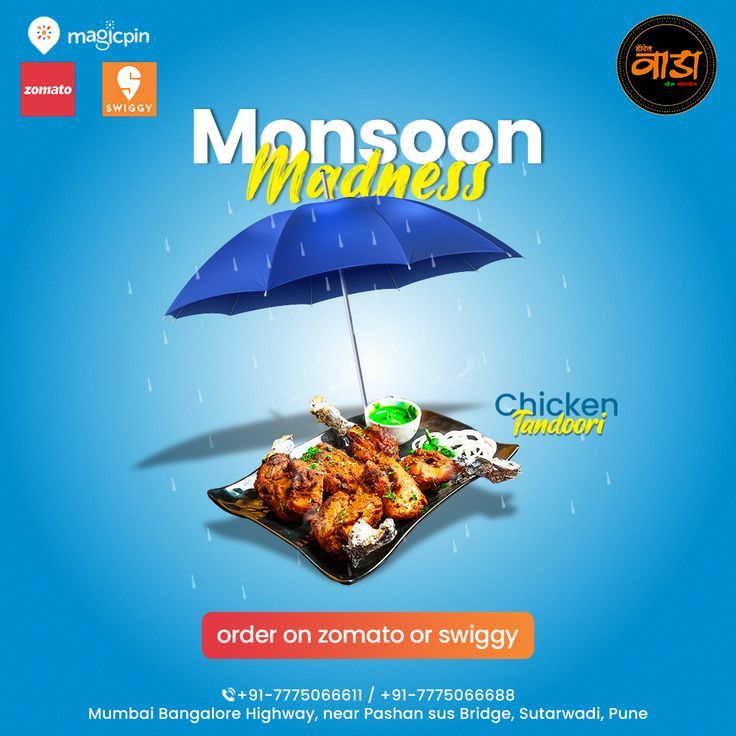 magicpin
zomato
SWIGGY
हॉटेल
वाडा
Monsoon
Madness
Chicken
Tandoori
order on zomato or swiggy
+91-7775066611 / +91-7775066688
Mumbai Bangalore Highway, near Pashan sus Bridge, Sutarwadi, Pune